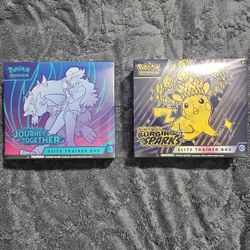 Pokémon
JOURNEY TOGETHER
ELITE TRAINER BOX
Pokémon
SURGING SPARKS
ELITE TRAINER BOX